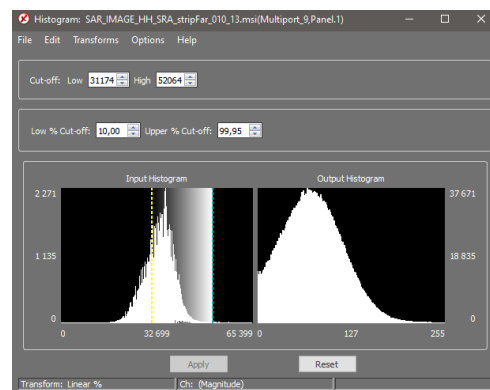 Histogram: SAR_IMAGE_HH_SRA_stripFar_010_13.msi(Multiport_9,Panel.1)
File Edit Transforms Options Help
Cut-off: Low 31174 High 52064
Low % Cut-off: 10,00 Upper % Cut-off: 99,95
Input Histogram Output Histogram
2 271 37 671
1 135 18 835
0 0
0 32 699 65 399 0 127 255
Apply Reset
Transform: Linear % Ch: (Magnitude)